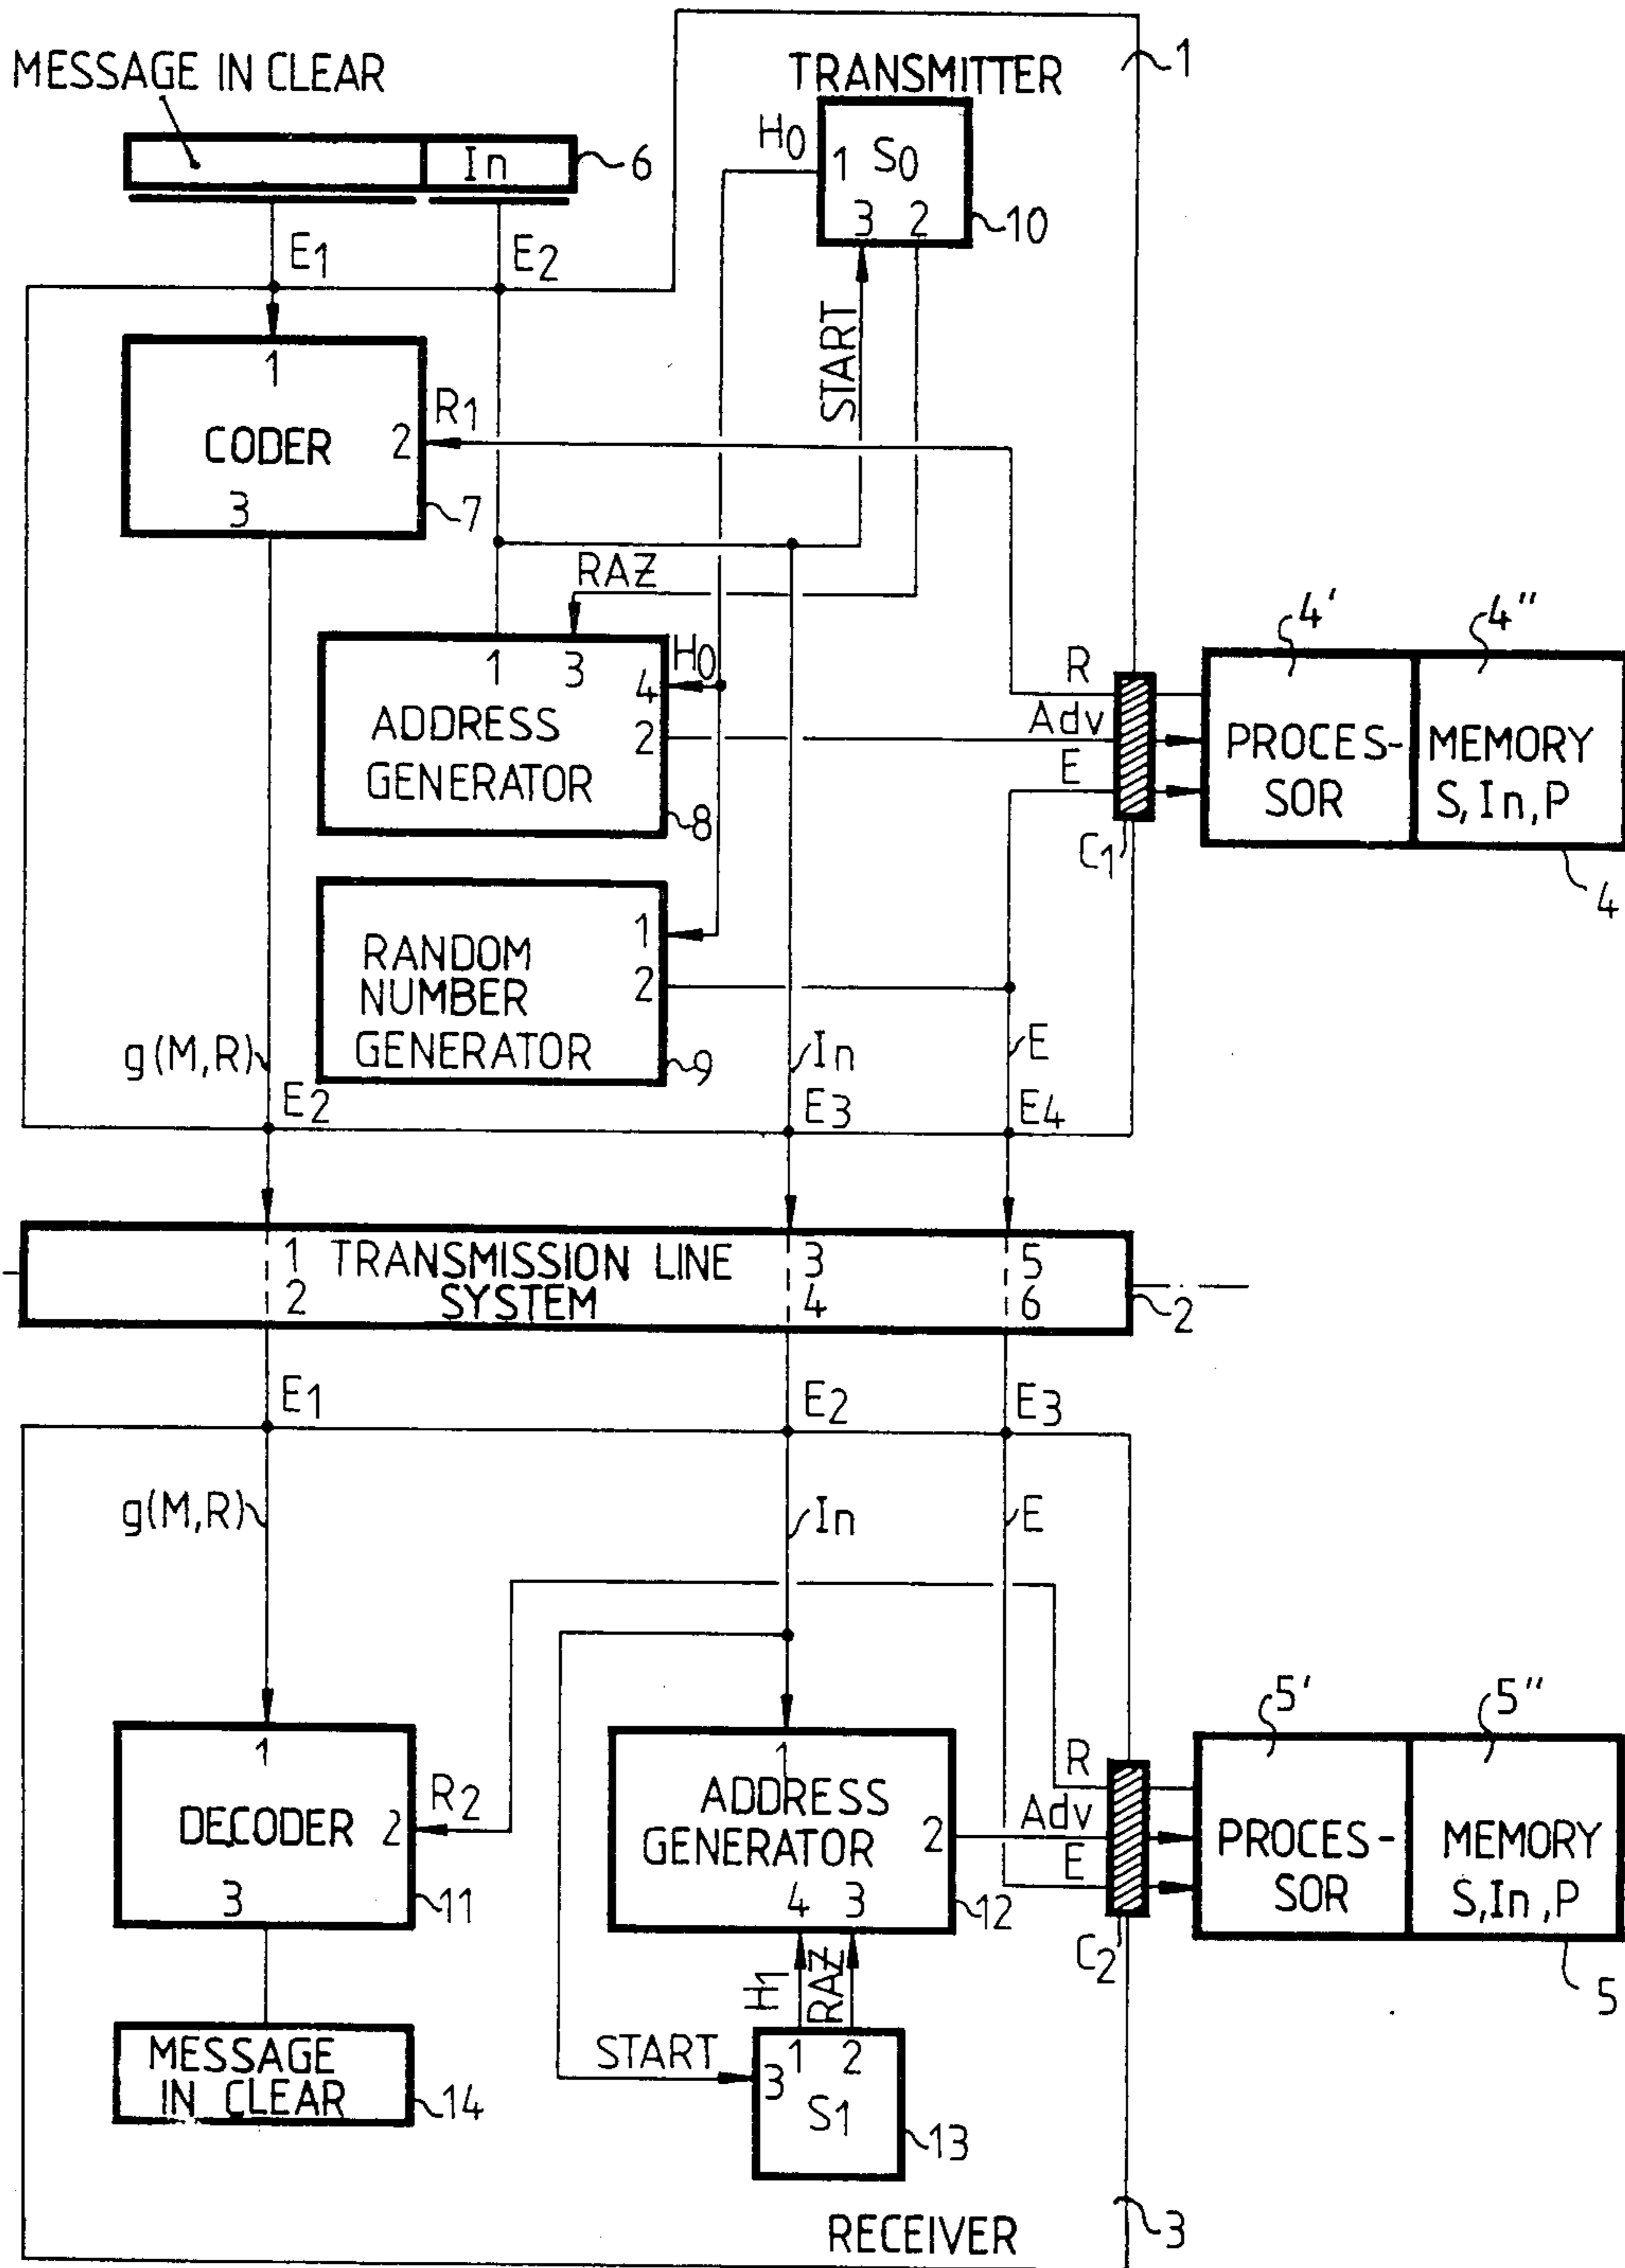 MESSAGE IN CLEAR
In
6
TRANSMITTER
1
H0
1 S0
3 2
10
E1
E2
START
1
CODER
2
3
7
R1
RAZ
1 3
H0
4
ADDRESS
2
GENERATOR
8
R
Adv
E
C1
4'
4"
PROCES-
SOR
MEMORY
S, In, P
4
1
RANDOM
2
NUMBER
GENERATOR
9
g(M,R)
In
E
E2
E3
E4
1 TRANSMISSION LINE 3 5
2 SYSTEM 4 6
2
E1
E2
E3
g(M,R)
In
E
1
DECODER
2
3
11
R2
1
ADDRESS
GENERATOR
2
4 3
12
R
Adv
E
C2
5'
5"
PROCES-
SOR
MEMORY
S, In, P
5
H1
RAZ
START
1 2
3
S1
13
MESSAGE
IN CLEAR
14
RECEIVER
3